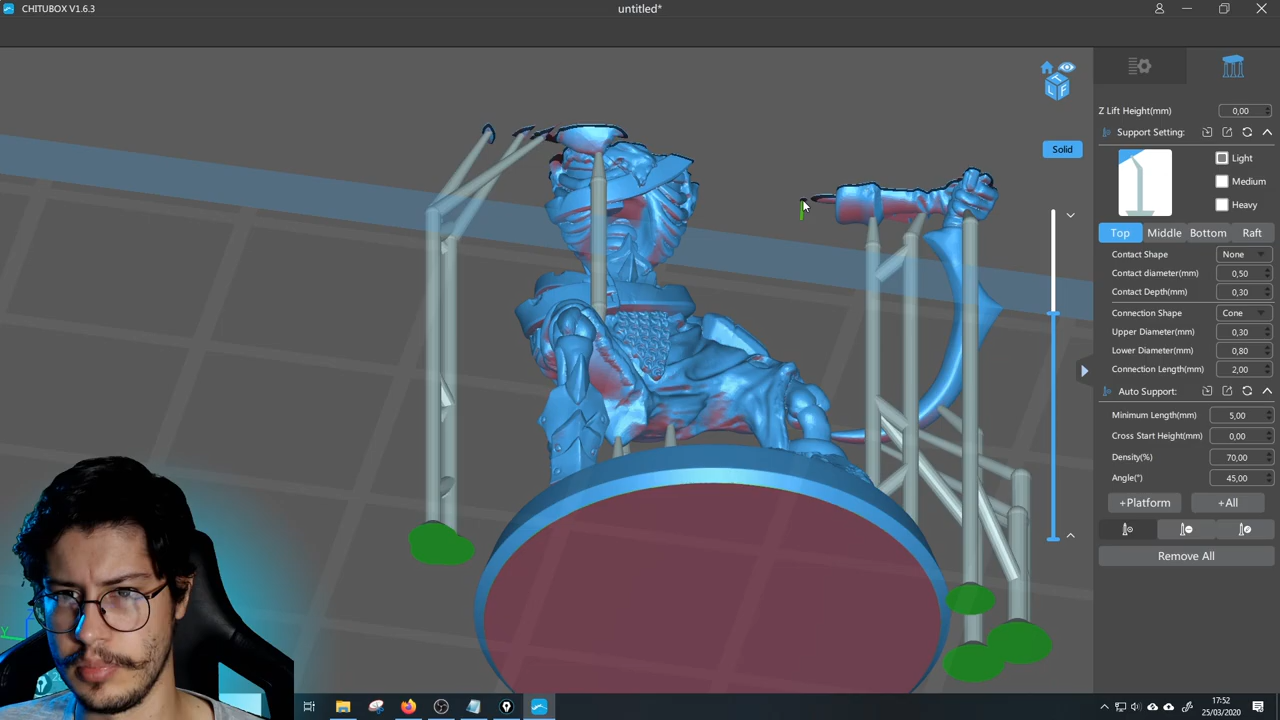 CHITUBOX V1.6.3
untitled*
Z Lift Height(mm) 0,00
Support Setting:
Light
Medium
Heavy
Top Middle Bottom Raft
Contact Shape None
Contact diameter(mm) 0,50
Contact Depth(mm) 0,30
Connection Shape Cone
Upper Diameter(mm) 0,30
Lower Diameter(mm) 0,80
Connection Length(mm) 2,00
Auto Support:
Minimum Length(mm) 5,00
Cross Start Height(mm) 0,00
Density(%) 70,00
Angle(°) 45,00
+Platform +All
Remove All
T
L F
Solid
Y
17:52
25/03/2020